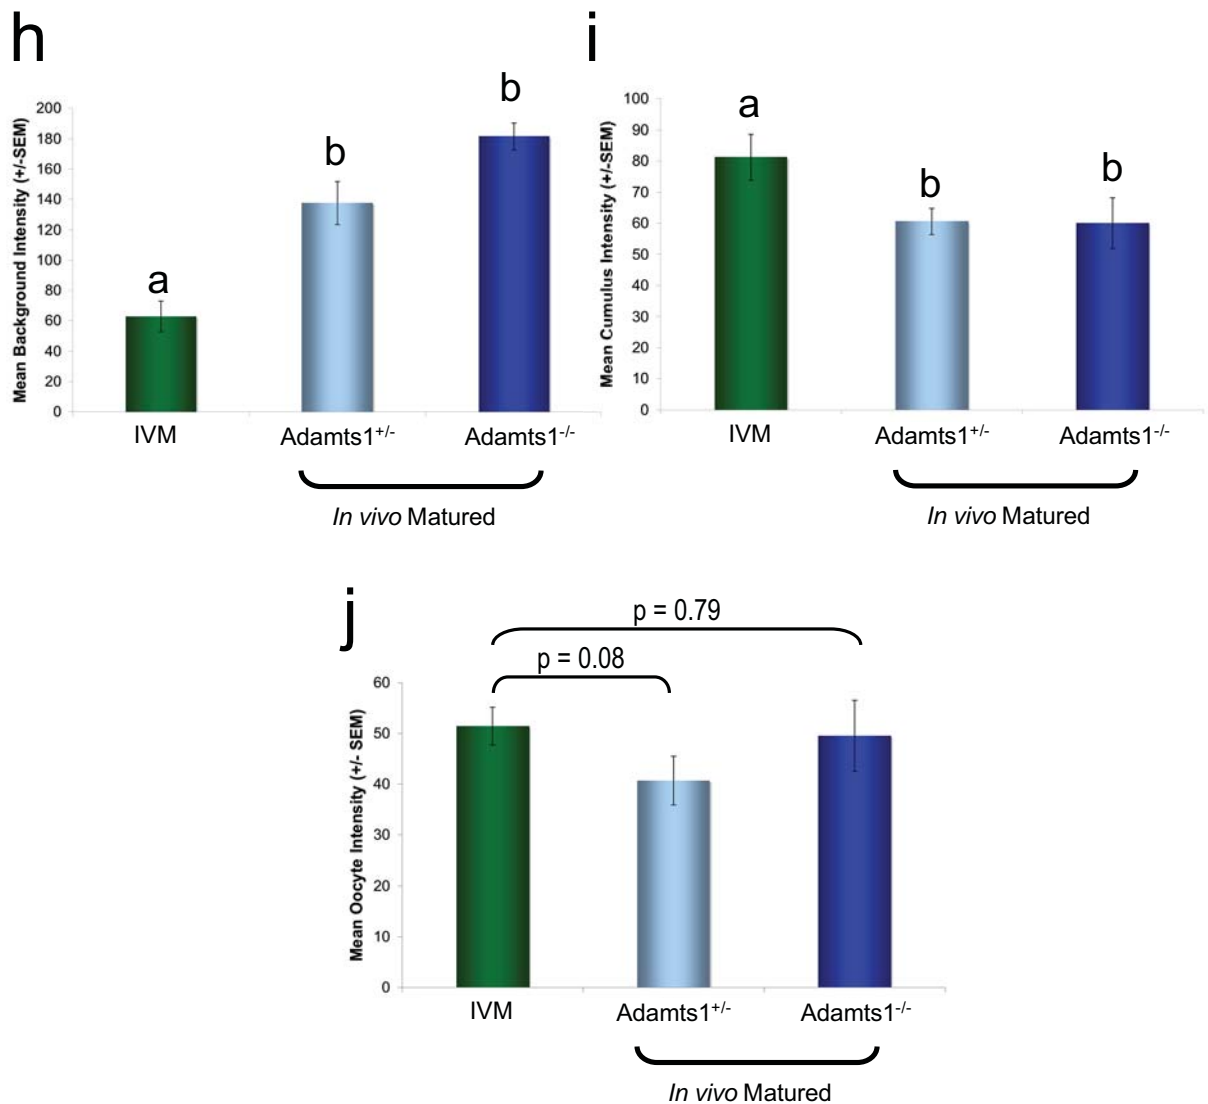 h
Mean Background Intensity (+/-SEM)
200
180
160
140
120
100
80
60
40
20
0
a
b
b
IVM
Adamts1+/-
Adamts1-/-
In vivo Matured
i
Mean Cumulus Intensity (+/-SEM)
100
90
80
70
60
50
40
30
20
10
0
a
b
b
IVM
Adamts1+/-
Adamts1-/-
In vivo Matured
j
p = 0.79
p = 0.08
Mean Oocyte Intensity (+/- SEM)
60
50
40
30
20
10
0
IVM
Adamts1+/-
Adamts1-/-
In vivo Matured